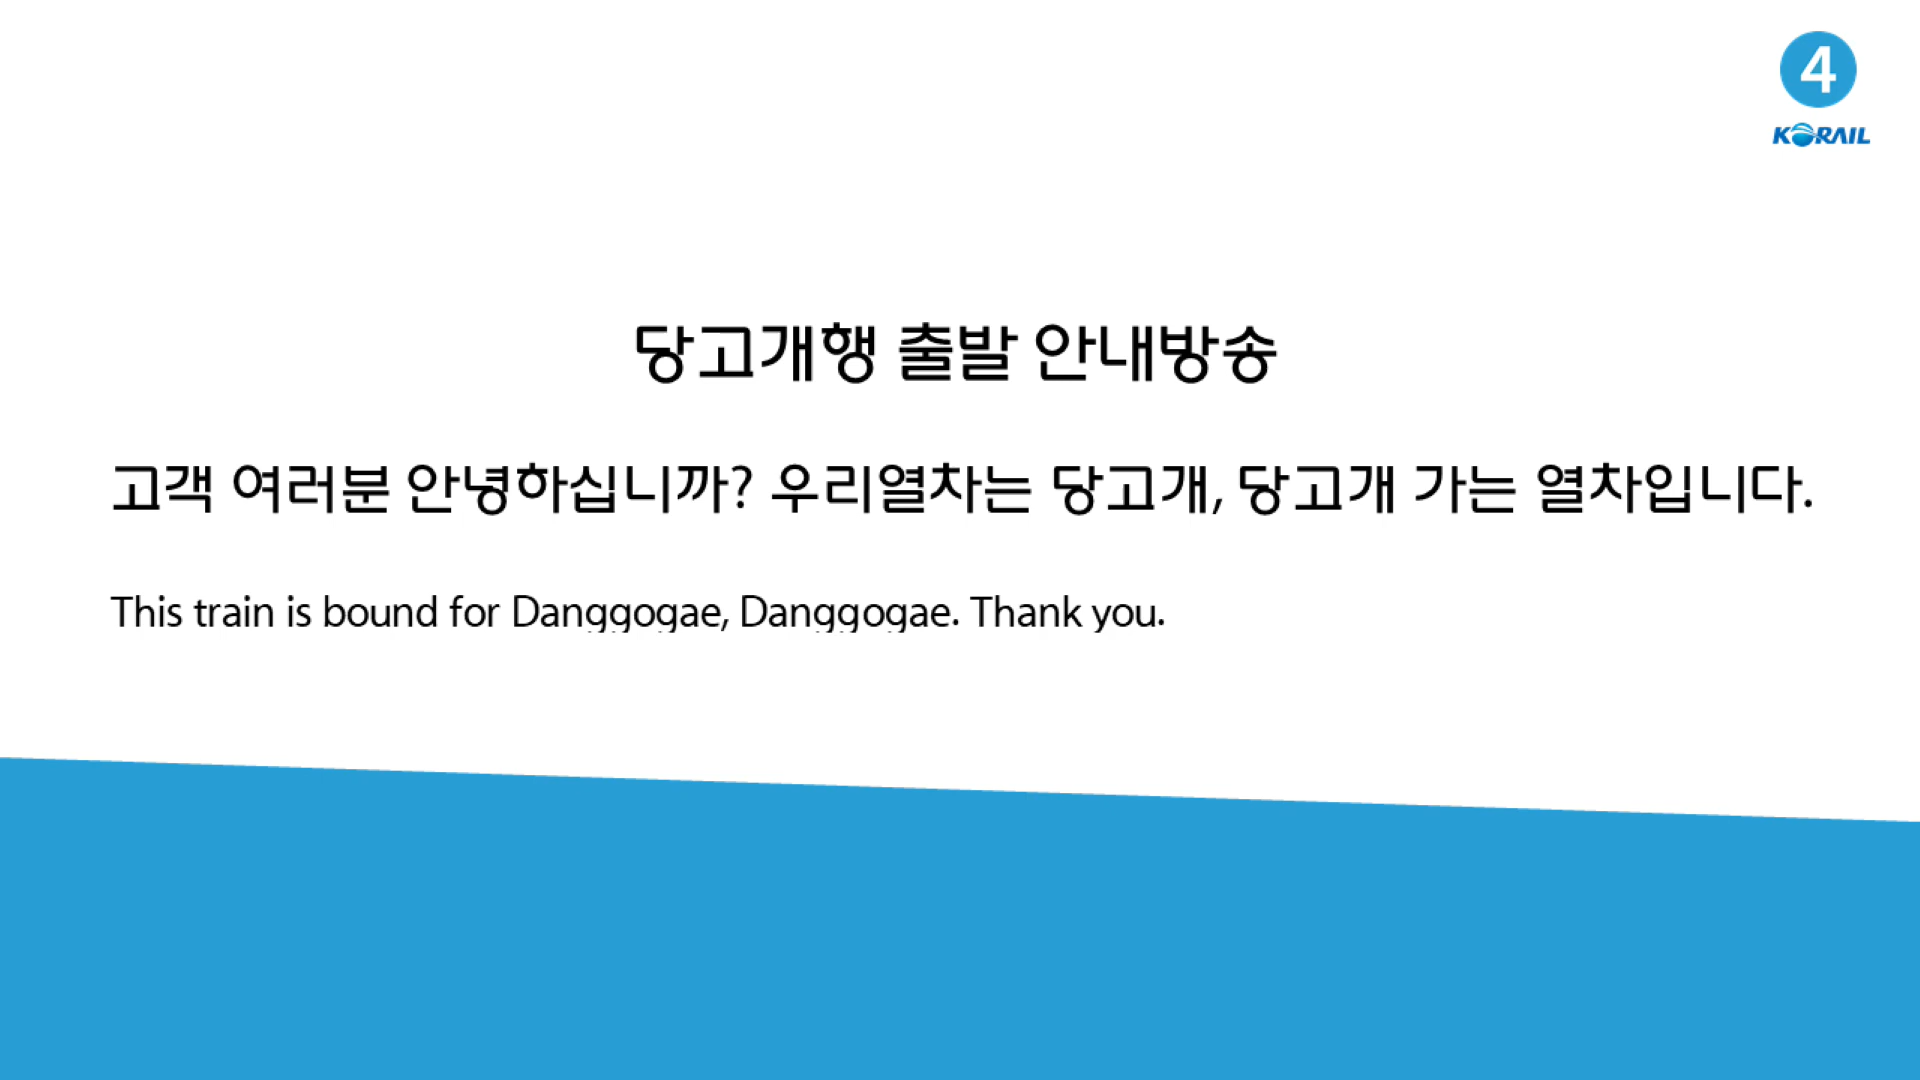 4
KORAIL
당고개행 출발 안내방송
고객 여러분 안녕하십니까? 우리열차는 당고개, 당고개 가는 열차입니다.
This train is bound for Danggogae, Danggogae. Thank you.